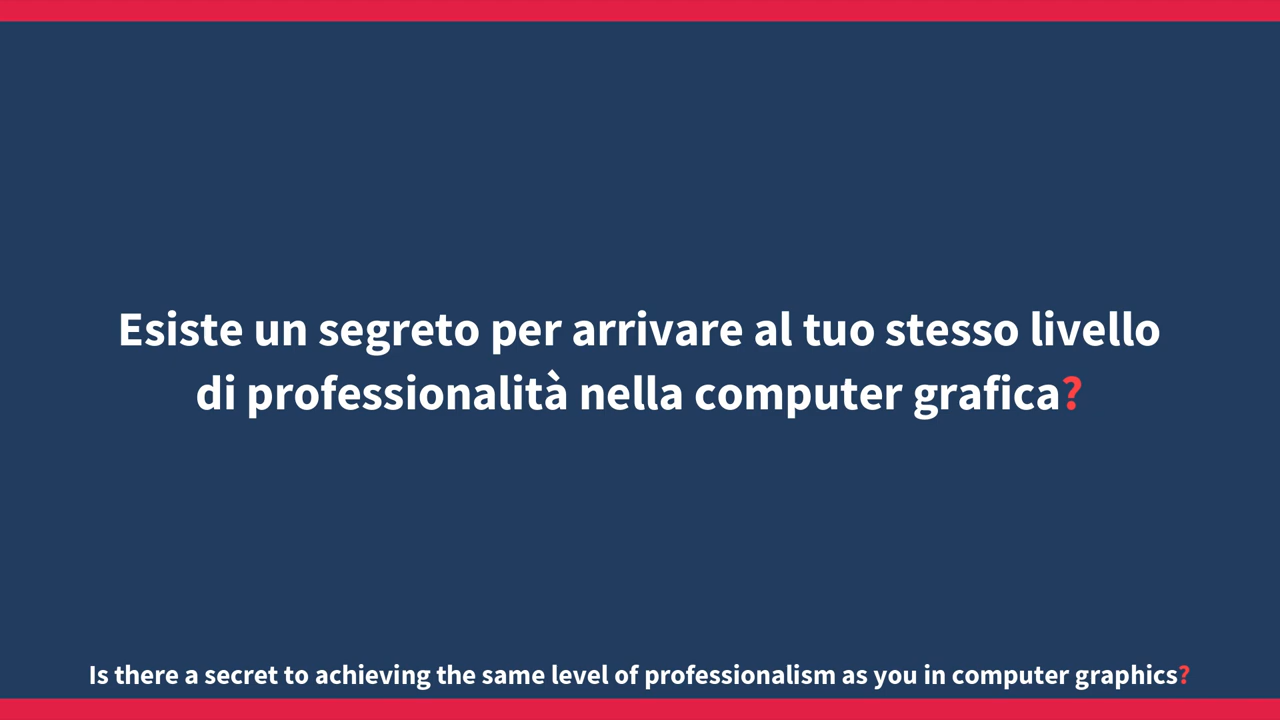 Esiste un segreto per arrivare al tuo stesso livello
di professionalità nella computer grafica?
Is there a secret to achieving the same level of professionalism as you in computer graphics?